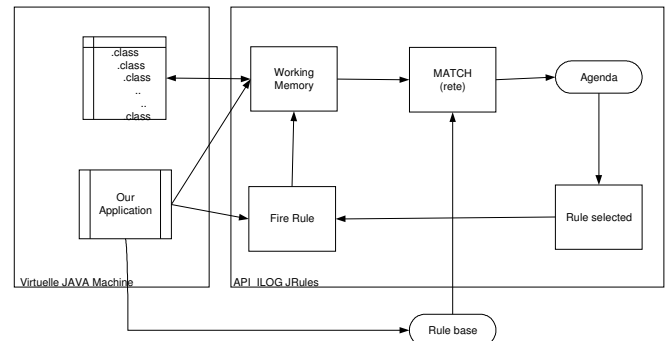 .class
.class
.class
..
..
.class
Our
Application
Virtuelle JAVA Machine
Working
Memory
MATCH
(rete)
Agenda
Fire Rule
Rule selected
API ILOG JRules
Rule base